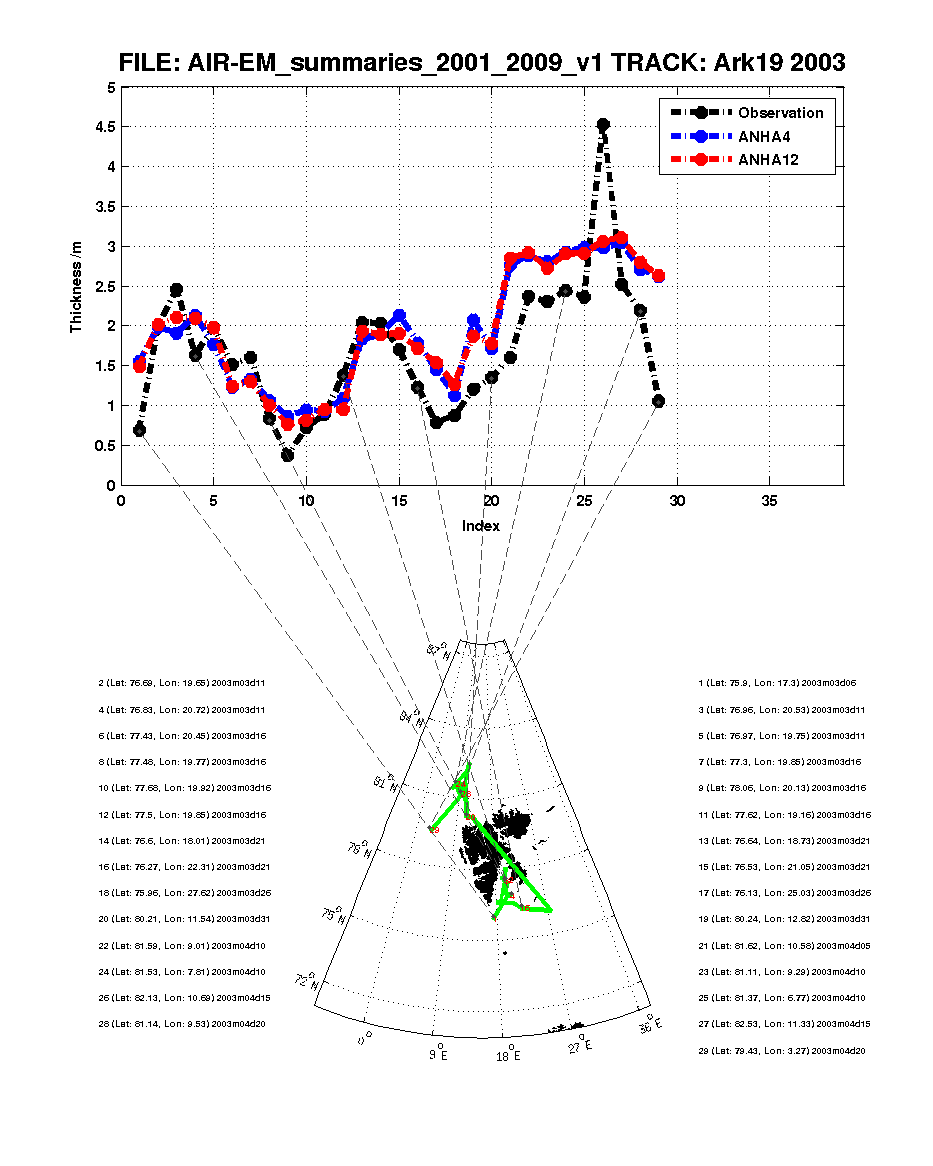 FILE: AIR-EM_summaries_2001_2009_v1 TRACK: Ark19 2003
5
4.5
4
3.5
3
2.5
2
1.5
1
0.5
0
Thickness /m
Observation
ANHA4
ANHA12
0 5 10 15 20 25 30 35
Index
87°N
84°N
81°N
78°N
75°N
72°N
0°
9°E
18°E
27°E
36°E
2 (Lat: 76.69, Lon: 19.65) 2003m03d11
4 (Lat: 76.83, Lon: 20.72) 2003m03d11
6 (Lat: 77.43, Lon: 20.45) 2003m03d16
8 (Lat: 77.48, Lon: 19.77) 2003m03d16
10 (Lat: 77.68, Lon: 19.92) 2003m03d16
12 (Lat: 77.5, Lon: 19.85) 2003m03d16
14 (Lat: 76.6, Lon: 18.01) 2003m03d21
16 (Lat: 76.27, Lon: 22.31) 2003m03d21
18 (Lat: 75.96, Lon: 27.62) 2003m03d26
20 (Lat: 80.21, Lon: 11.54) 2003m03d31
22 (Lat: 81.59, Lon: 9.01) 2003m04d10
24 (Lat: 81.53, Lon: 7.81) 2003m04d10
26 (Lat: 82.13, Lon: 10.69) 2003m04d15
28 (Lat: 81.14, Lon: 9.53) 2003m04d20
1 (Lat: 75.9, Lon: 17.3) 2003m03d06
3 (Lat: 76.96, Lon: 20.53) 2003m03d11
5 (Lat: 76.97, Lon: 19.75) 2003m03d11
7 (Lat: 77.3, Lon: 19.85) 2003m03d16
9 (Lat: 78.06, Lon: 20.13) 2003m03d16
11 (Lat: 77.62, Lon: 19.16) 2003m03d16
13 (Lat: 76.64, Lon: 18.73) 2003m03d21
15 (Lat: 76.53, Lon: 21.05) 2003m03d21
17 (Lat: 76.13, Lon: 25.03) 2003m03d26
19 (Lat: 80.24, Lon: 12.82) 2003m03d31
21 (Lat: 81.62, Lon: 10.58) 2003m04d05
23 (Lat: 81.11, Lon: 9.29) 2003m04d10
25 (Lat: 81.37, Lon: 6.77) 2003m04d10
27 (Lat: 82.53, Lon: 11.33) 2003m04d15
29 (Lat: 79.43, Lon: 3.27) 2003m04d20